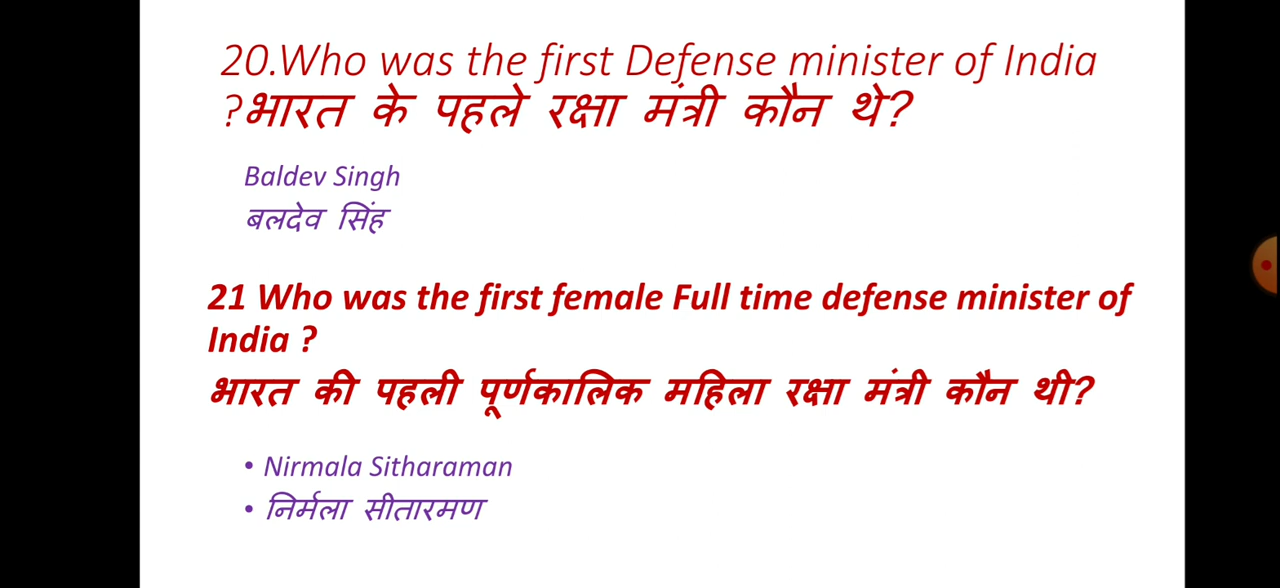 20.Who was the first Defense minister of India
?भारत के पहले रक्षा मंत्री कौन थे?
Baldev Singh
बलदेव सिंह
21 Who was the first female Full time defense minister of
India ?
भारत की पहली पूर्णकालिक महिला रक्षा मंत्री कौन थी?
• Nirmala Sitharaman
• निर्मला सीतारमण